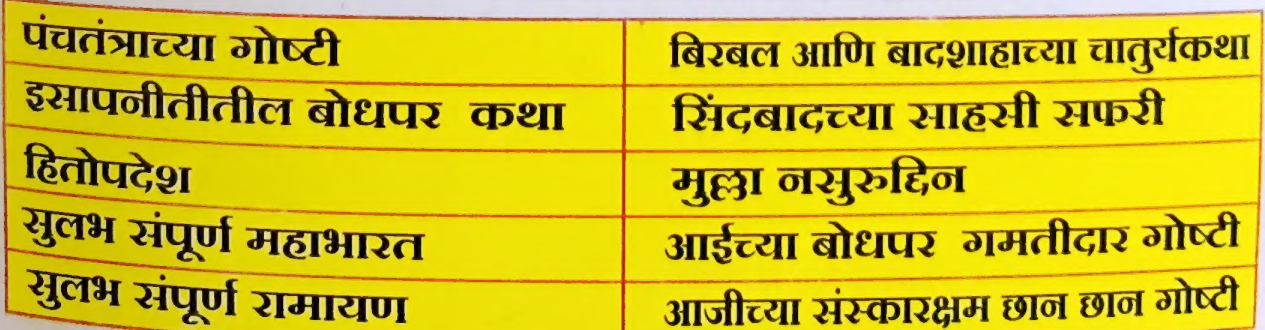 पंचतंत्राच्या गोष्टी
बिरबल आणि बादशाहाच्या चातुर्यकथा
इसापनीतीतील बोधपर कथा
सिंदबादच्या साहसी सफरी
हितोपदेश
मुल्ला नसुरुद्दिन
सुलभ संपूर्ण महाभारत
आईच्या बोधपर गमतीदार गोष्टी
सुलभ संपूर्ण रामायण
आजीच्या संस्कारक्षम छान छान गोष्टी